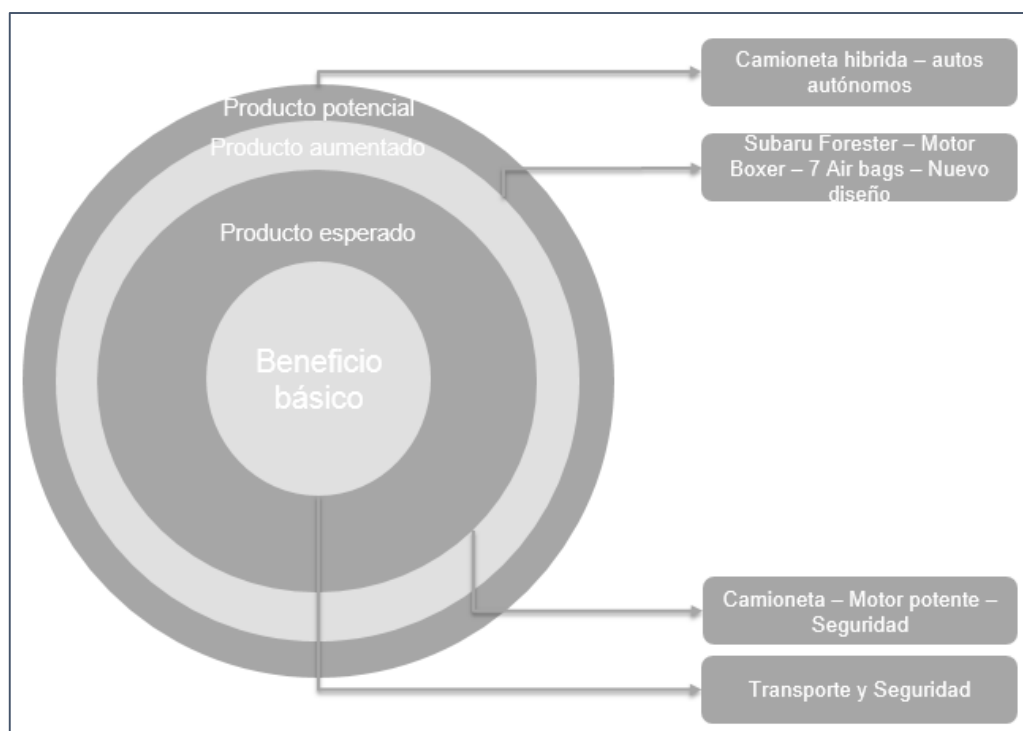 Producto potencial
Producto aumentado
Producto esperado
Beneficio
básico
Camioneta hibrida – autos
autónomos
Subaru Forester – Motor
Boxer – 7 Air bags – Nuevo
diseño
Camioneta – Motor potente –
Seguridad
Transporte y Seguridad